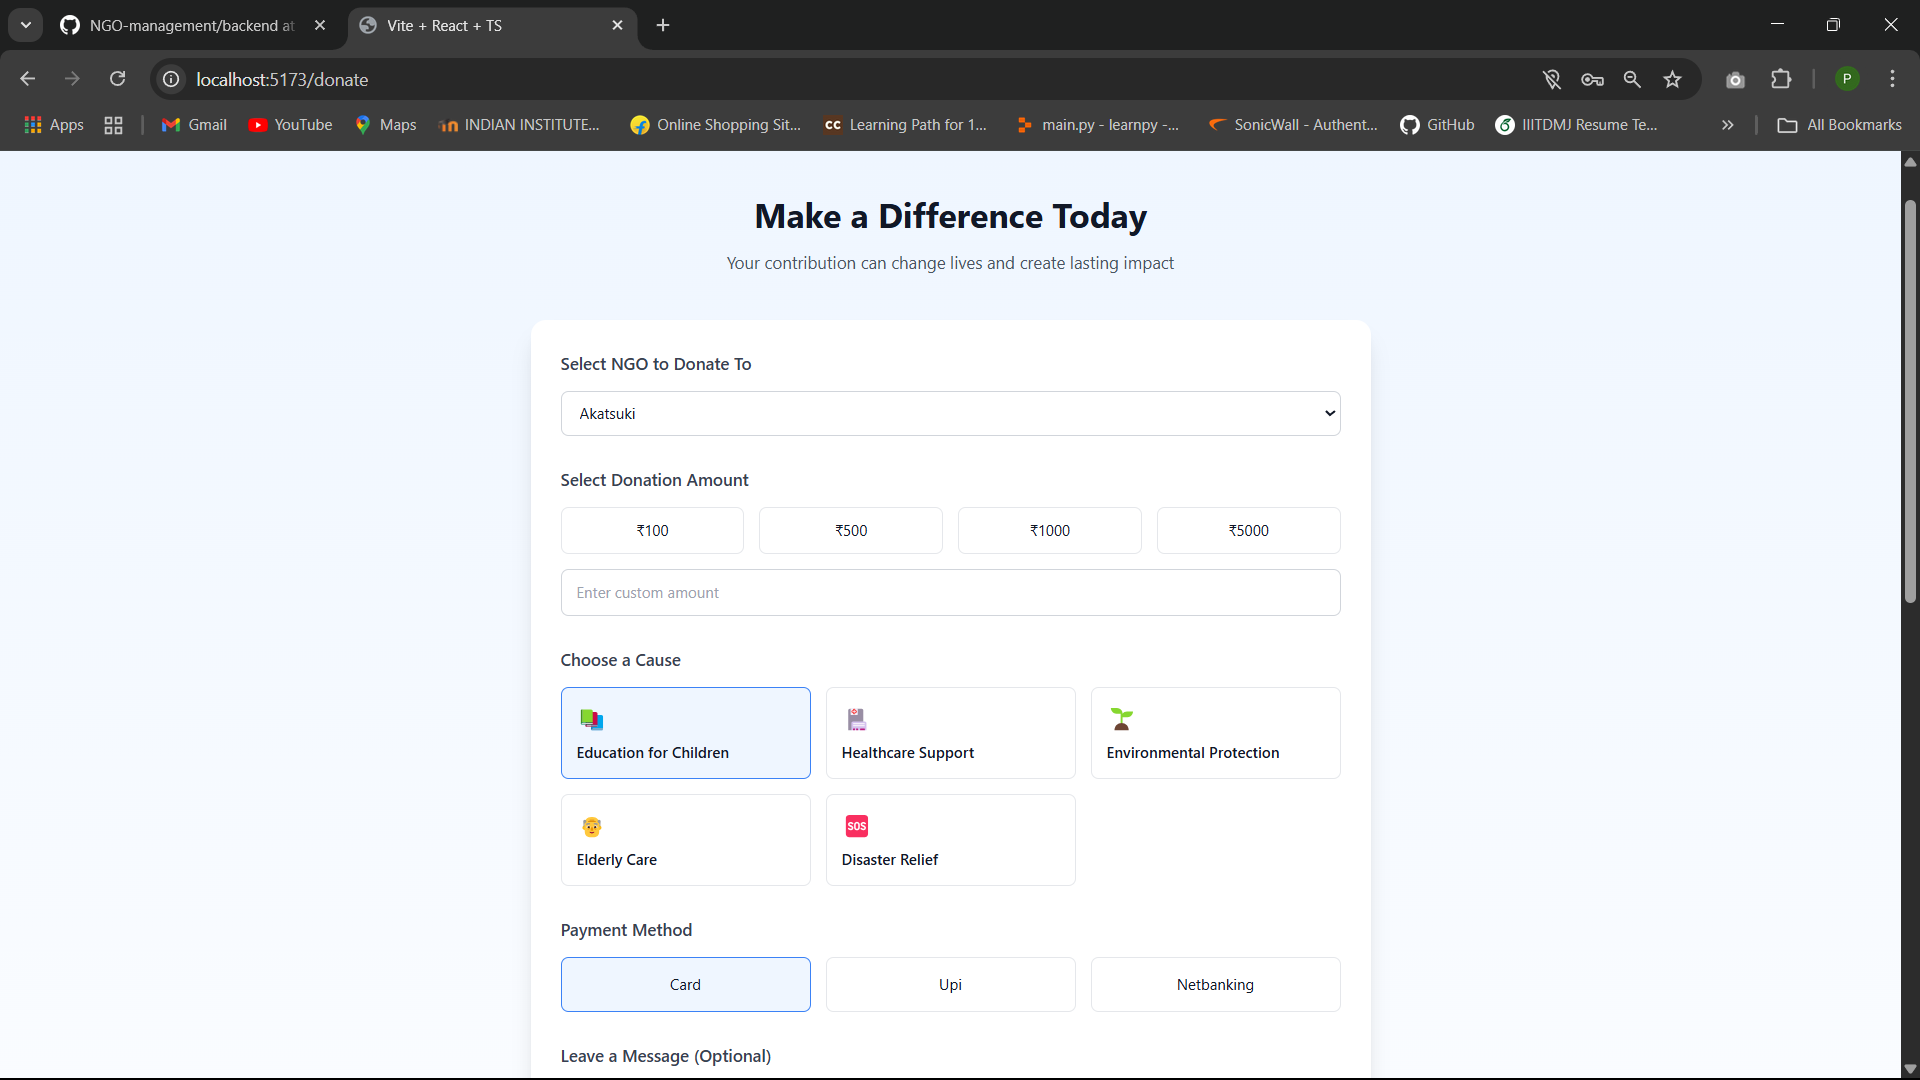 NGO-management/backend at
Vite + React + TS
localhost:5173/donate
P
Apps
Gmail
YouTube
Maps
INDIAN INSTITUTE...
Online Shopping Sit...
CC Learning Path for 1...
main.py - learnpy -...
SonicWall - Authent...
GitHub
IIITDMJ Resume Te...
All Bookmarks
Make a Difference Today
Your contribution can change lives and create lasting impact
Select NGO to Donate To
Akatsuki
Select Donation Amount
₹100 ₹500 ₹1000 ₹5000
Enter custom amount
Choose a Cause
Education for Children
Healthcare Support
Environmental Protection
Elderly Care
SOS
Disaster Relief
Payment Method
Card Upi Netbanking
Leave a Message (Optional)